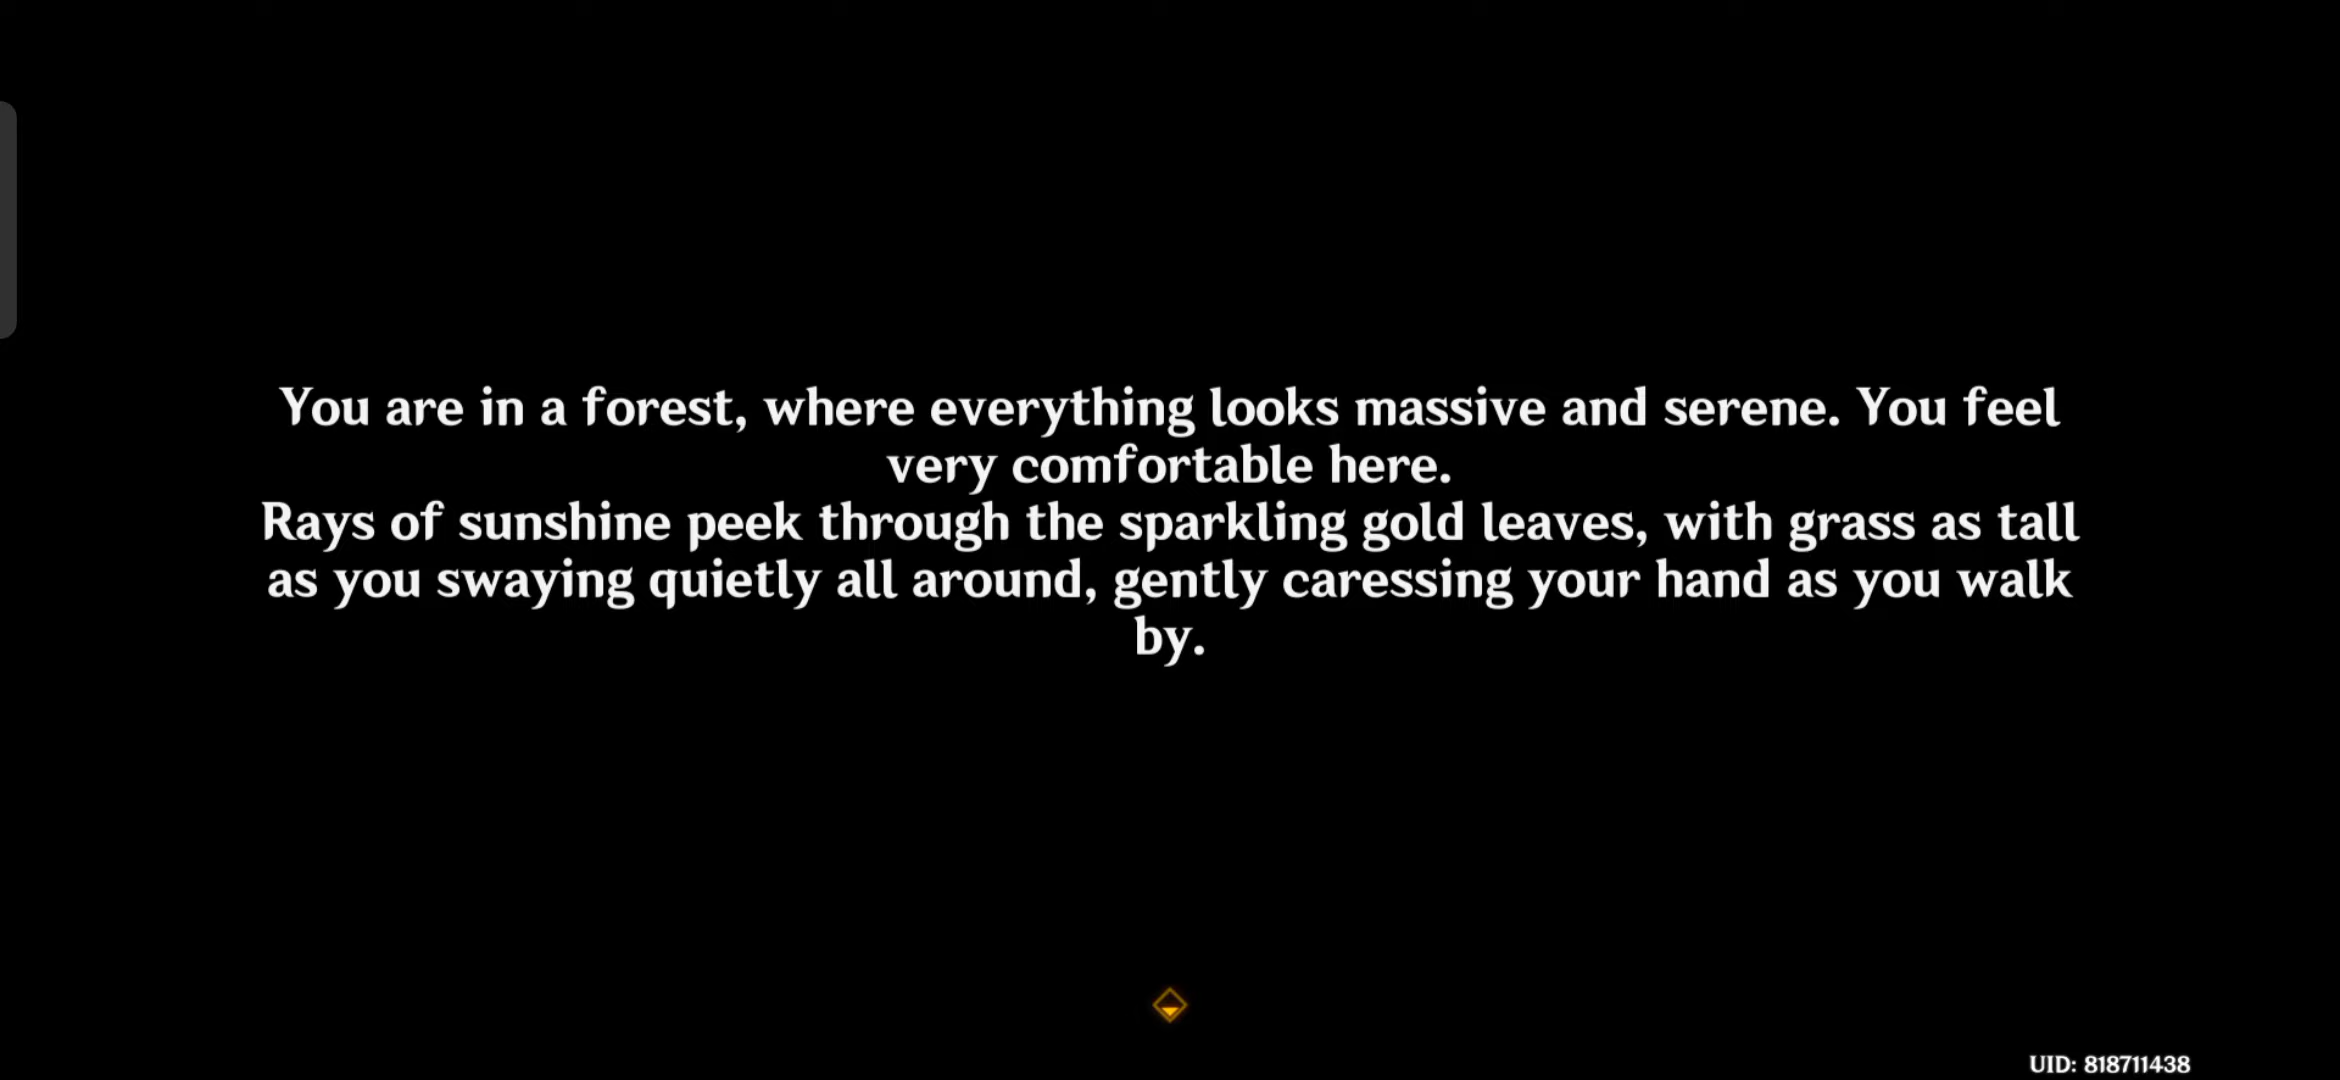 You are in a forest, where everything looks massive and serene. You feel
very comfortable here.
Rays of sunshine peek through the sparkling gold leaves, with grass as tall
as you swaying quietly all around, gently caressing your hand as you walk
by.
UID: 818711438